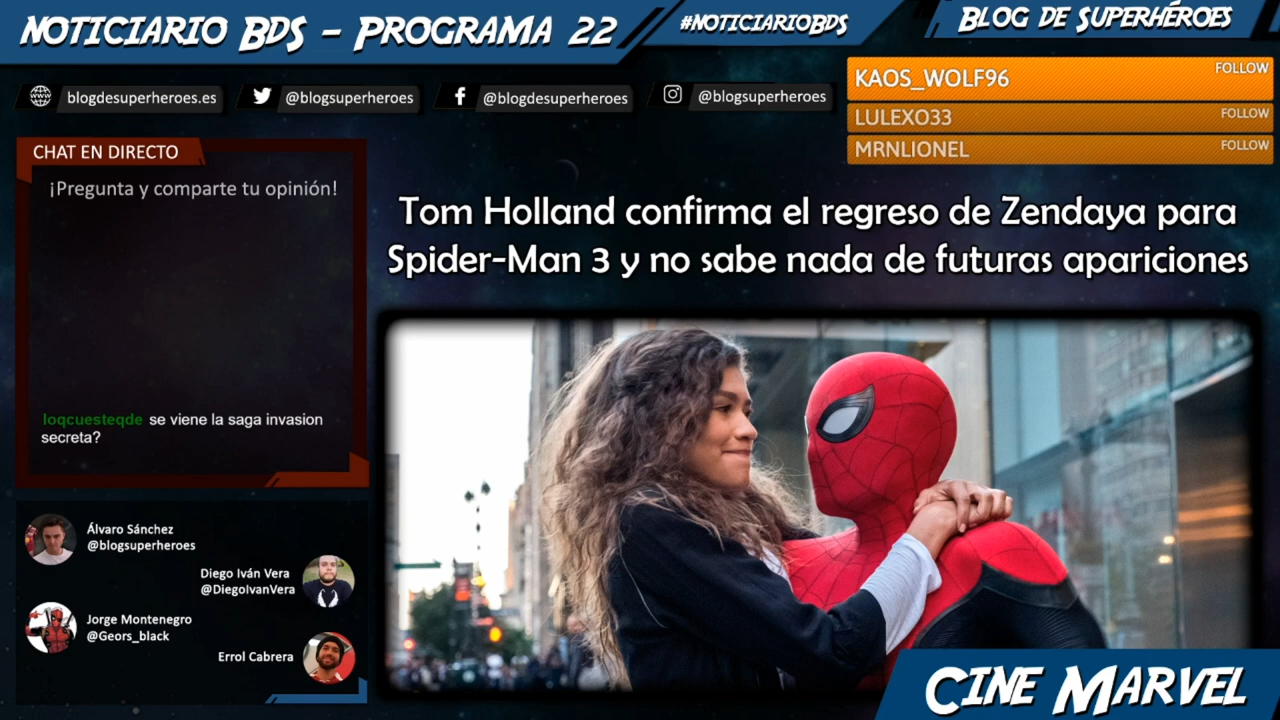 NOTICIARIO BDS - PROGRAMA 22
#NOTICIARIOBDS
BLOG DE SUPERHÉROES
www
blogdesuperheroes.es
@blogsuperheroes
@blogdesuperheroes
@blogsuperheroes
KAOS_WOLF96 FOLLOW
LULEXO33 FOLLOW
MRNLIONEL FOLLOW
CHAT EN DIRECTO
¡Pregunta y comparte tu opinión!
Tom Holland confirma el regreso de Zendaya para
Spider-Man 3 y no sabe nada de futuras apariciones
loqcuesteqde se viene la saga invasion
secreta?
Álvaro Sánchez
@blogsuperheroes
Diego Iván Vera
@DiegoIvanVera
Jorge Montenegro
@Geors_black
Errol Cabrera
CINE MARVEL